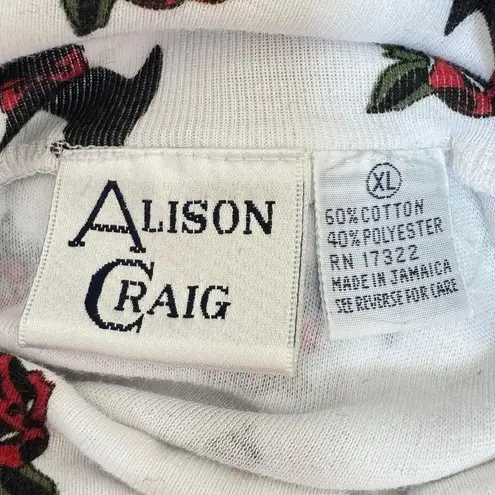 ALISON
CRAIG
XL
60% COTTON
40% POLYESTER
RN 17322
MADE IN JAMAICA
SEE REVERSE FOR CARE